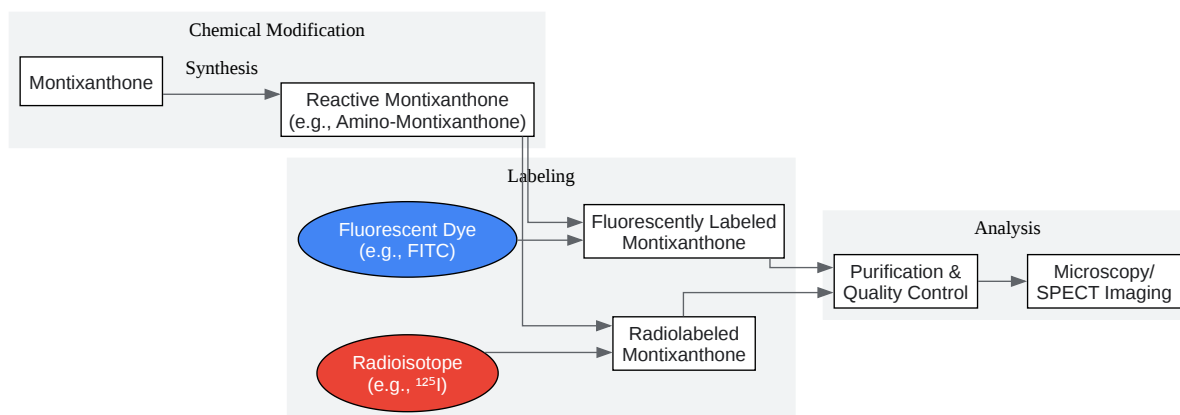 Chemical Modification
Montixanthone
Synthesis
Reactive Montixanthone
(e.g., Amino-Montixanthone)
Labeling
Fluorescent Dye
(e.g., FITC)
Fluorescently Labeled
Montixanthone
Radioisotope
(e.g., ¹²⁵I)
Radiolabeled
Montixanthone
Analysis
Purification &
Quality Control
Microscopy/
SPECT Imaging